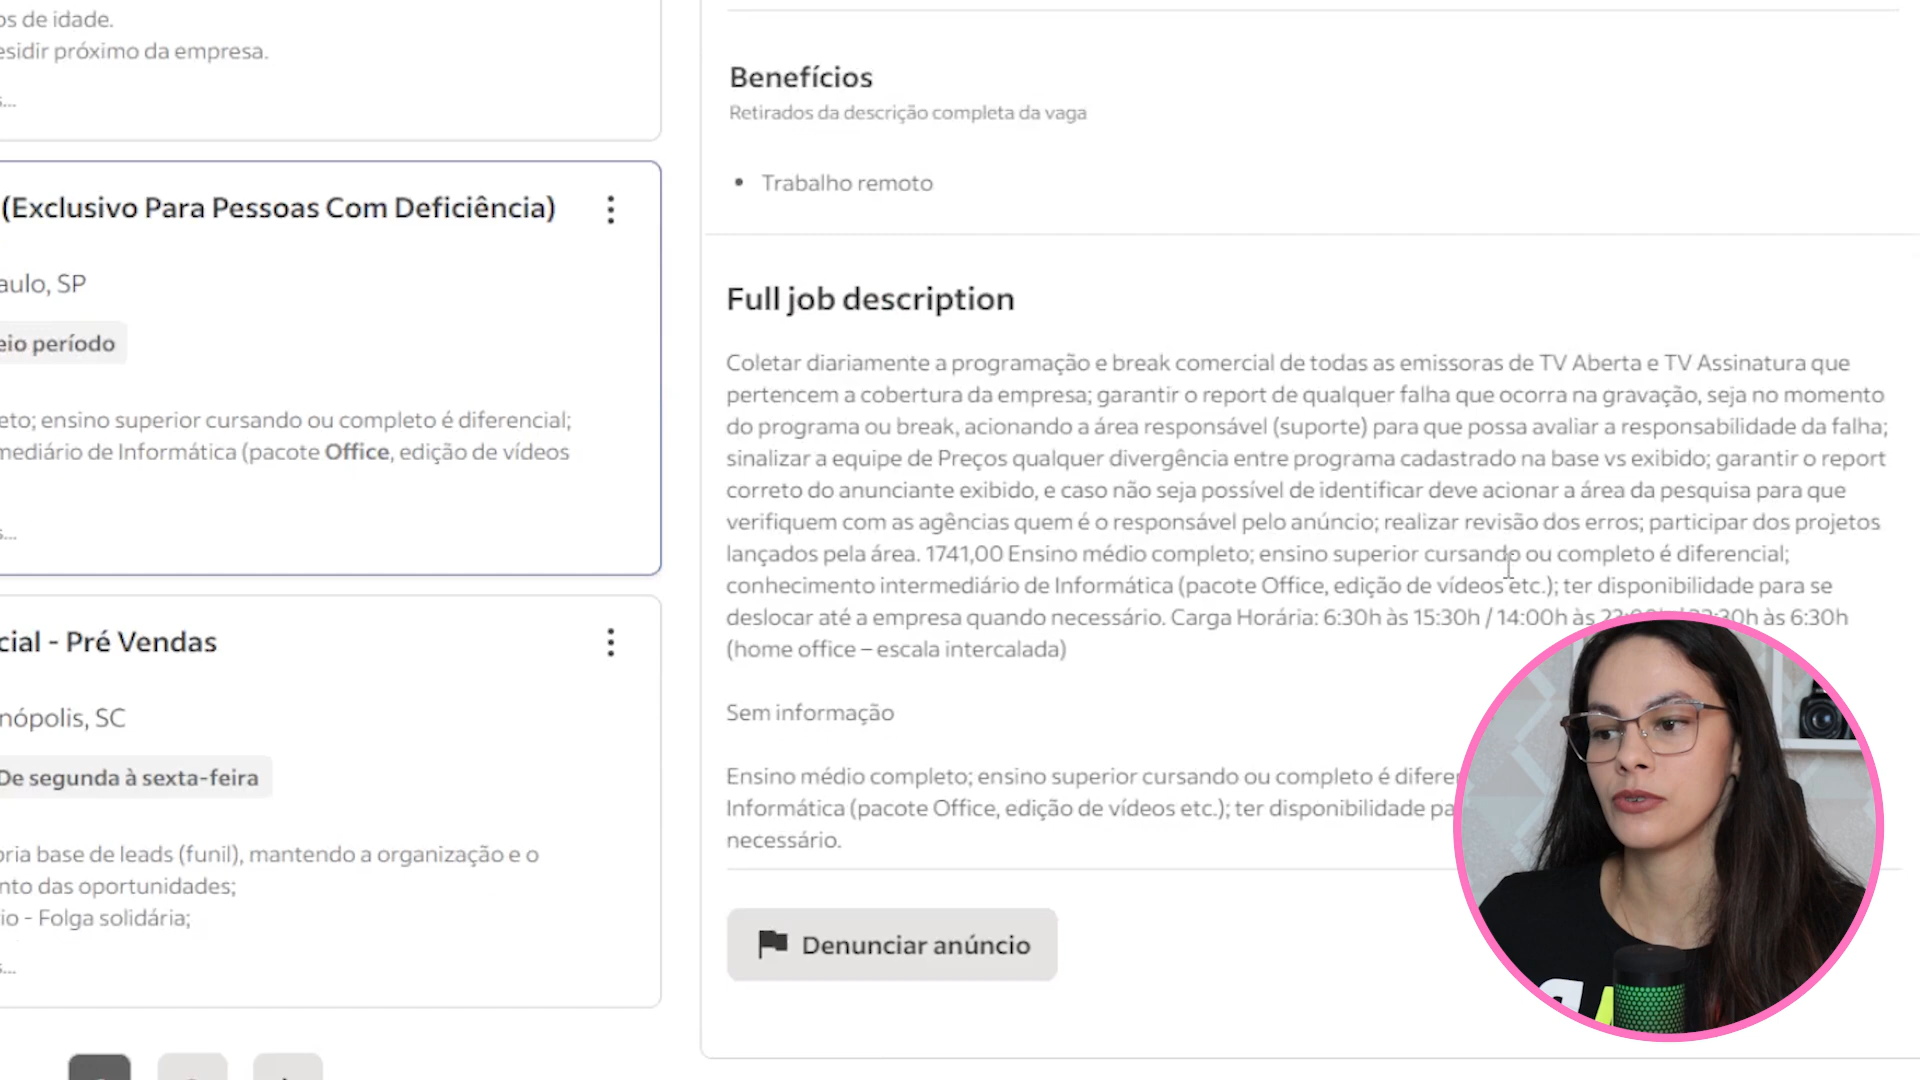 os de idade.
esidir próximo da empresa.
s...
(Exclusivo Para Pessoas Com Deficiência)
aulo, SP
eio período
eto; ensino superior cursando ou completo é diferencial;
mediário de Informática (pacote Office, edição de vídeos
s...
cial - Pré Vendas
nópolis, SC
De segunda à sexta-feira
pria base de leads (funil), mantendo a organização e o
nto das oportunidades;
io - Folga solidária;
s...
Benefícios
Retirados da descrição completa da vaga
• Trabalho remoto
Full job description
Coletar diariamente a programação e break comercial de todas as emissoras de TV Aberta e TV Assinatura que
pertencem a cobertura da empresa; garantir o report de qualquer falha que ocorra na gravação, seja no momento
do programa ou break, acionando a área responsável (suporte) para que possa avaliar a responsabilidade da falha;
sinalizar a equipe de Preços qualquer divergência entre programa cadastrado na base vs exibido; garantir o report
correto do anunciante exibido, e caso não seja possível de identificar deve acionar a área da pesquisa para que
verifiquem com as agências quem é o responsável pelo anúncio; realizar revisão dos erros; participar dos projetos
lançados pela área. 1741,00 Ensino médio completo; ensino superior cursando ou completo é diferencial;
conhecimento intermediário de Informática (pacote Office, edição de vídeos etc.); ter disponibilidade para se
deslocar até a empresa quando necessário. Carga Horária: 6:30h às 15:30h / 14:00h às às 6:30h
(home office – escala intercalada)
Sem informação
Ensino médio completo; ensino superior cursando ou completo é difere
Informática (pacote Office, edição de vídeos etc.); ter disponibilidade pa
necessário.
Denunciar anúncio